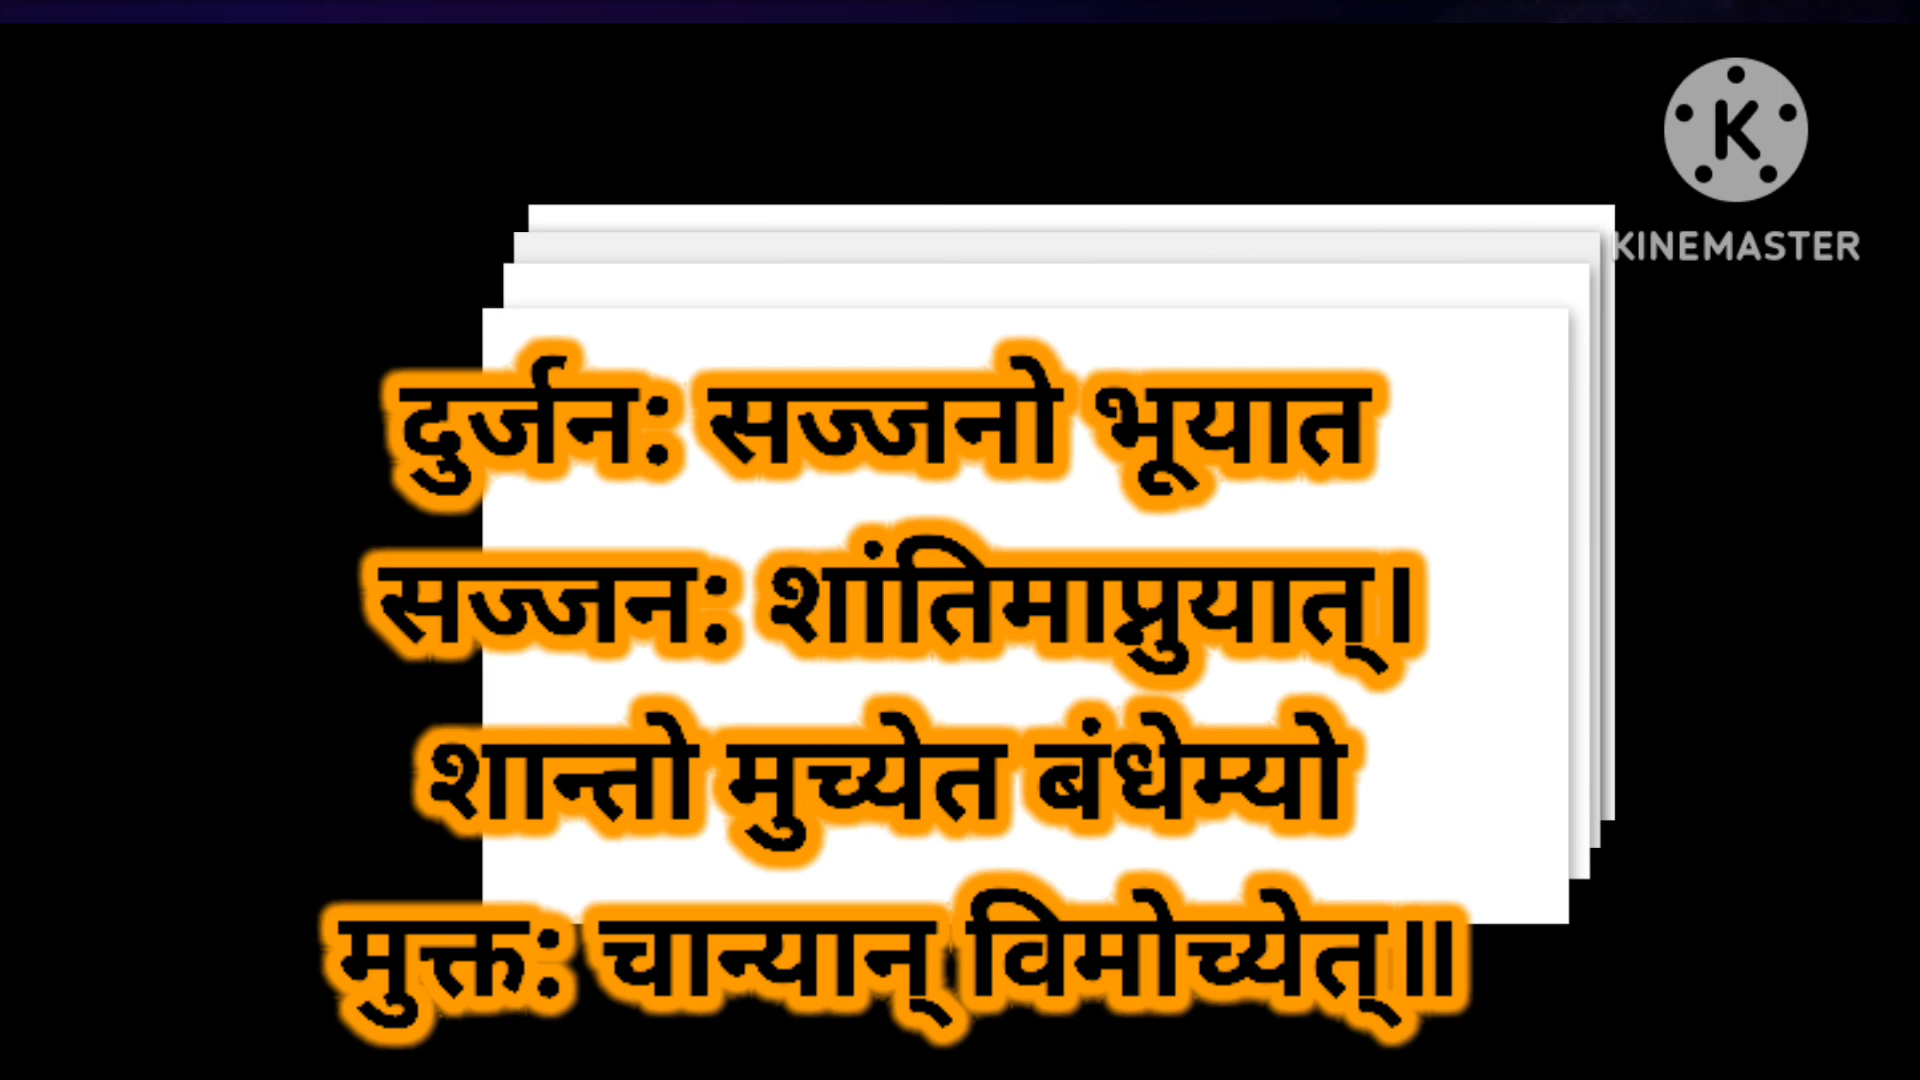 KINEMASTER
दुर्जन: सज्जनो भूयात
सज्जन: शांतिमाप्नुयात्।
शान्तो मुच्येत बंधेम्यो
मुक्त: चान्यान् विमोच्येत्॥